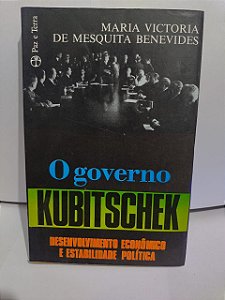 Paz e Terra
MARIA VICTORIA
DE MESQUITA BENEVIDES
O governo
KUBITSCHEK
DESENVOLVIMENTO ECONÔMICO
E ESTABILIDADE POLÍTICA